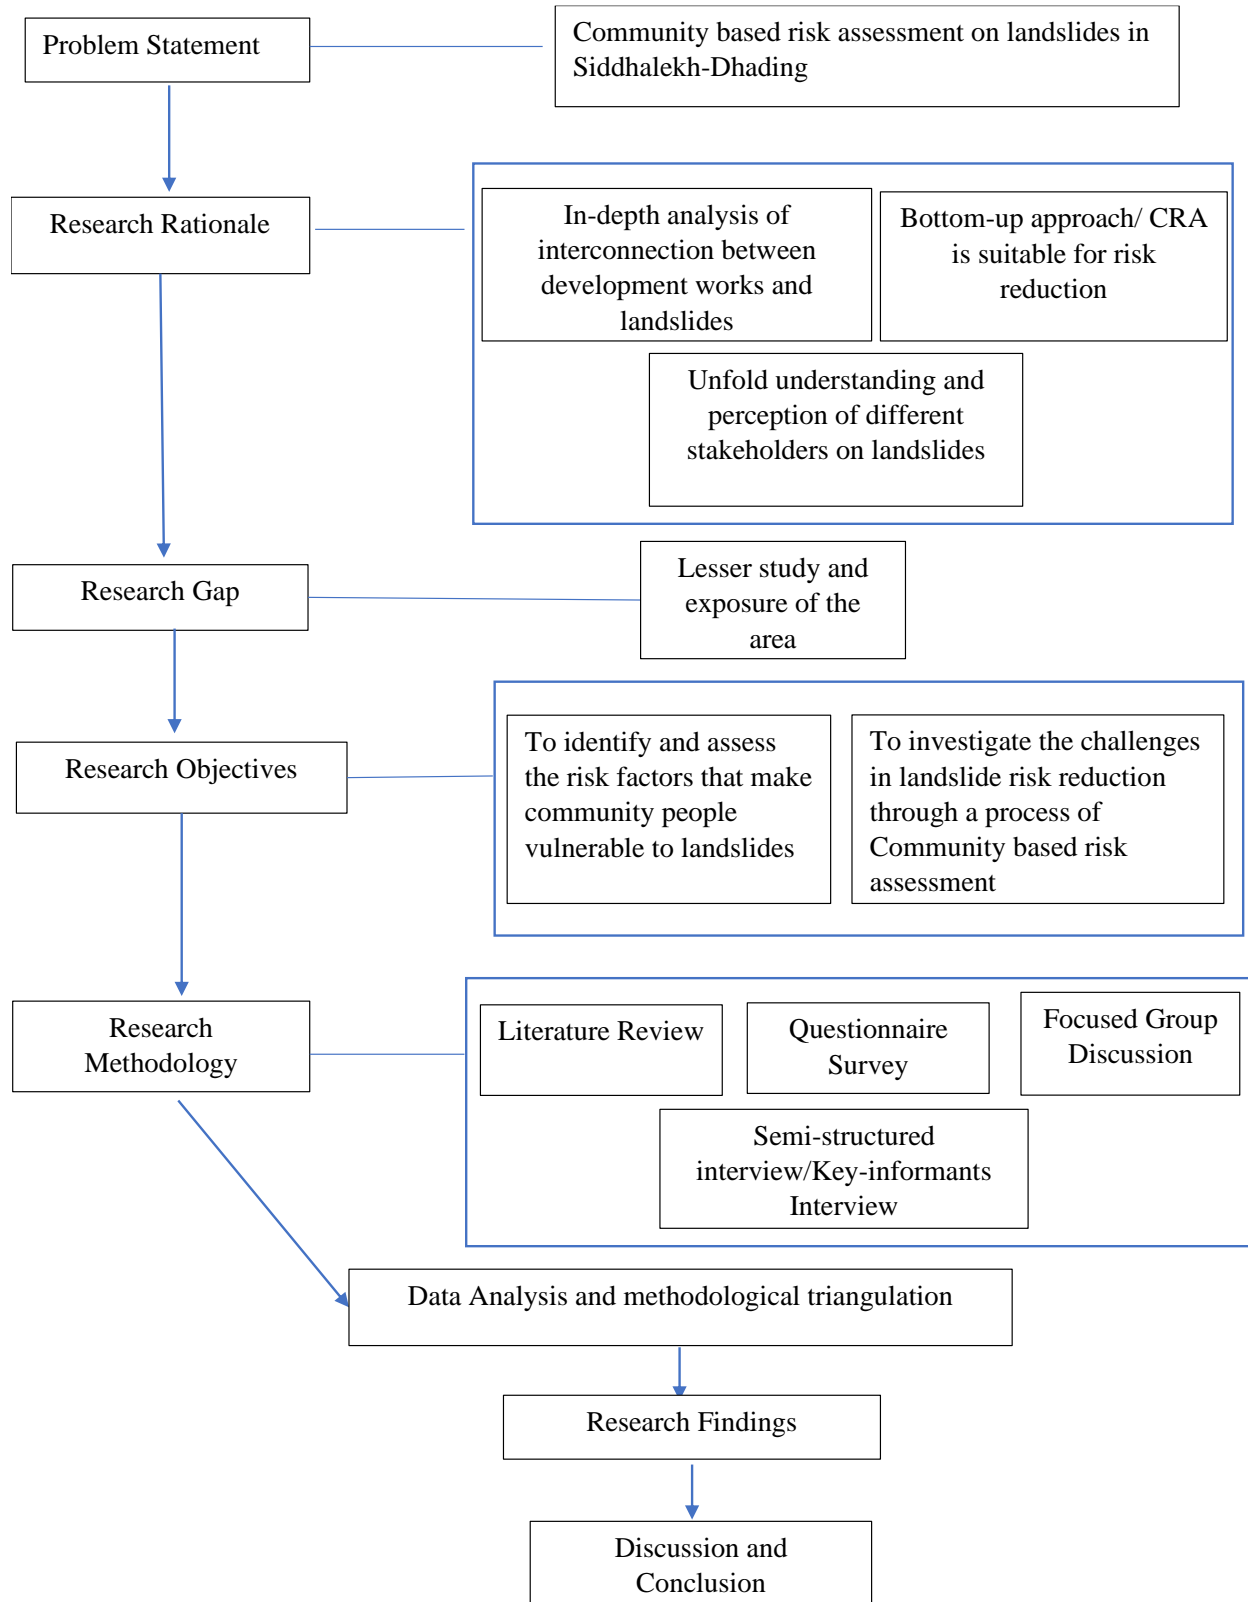 Problem Statement
Community based risk assessment on landslides in
Siddhalekh-Dhading
Research Rationale
In-depth analysis of
interconnection between
development works and
landslides
Bottom-up approach/ CRA
is suitable for risk
reduction
Unfold understanding and
perception of different
stakeholders on landslides
Research Gap
Lesser study and
exposure of the
area
Research Objectives
To identify and assess
the risk factors that make
community people
vulnerable to landslides
To investigate the challenges
in landslide risk reduction
through a process of
Community based risk
assessment
Research
Methodology
Literature Review
Questionnaire
Survey
Focused Group
Discussion
Semi-structured
interview/Key-informants
Interview
Data Analysis and methodological triangulation
Research Findings
Discussion and
Conclusion